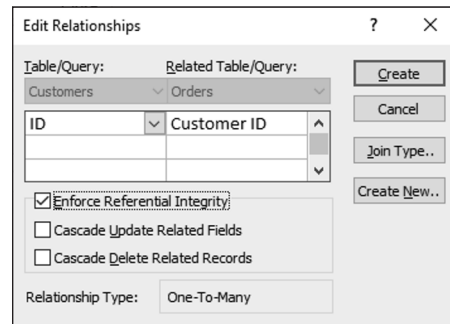 Edit Relationships ? ×
Table/Query: Related Table/Query:
Customers Orders
ID Customer ID
Enforce Referential Integrity
Cascade Update Related Fields
Cascade Delete Related Records
Relationship Type: One-To-Many
Create
Cancel
Join Type..
Create New..